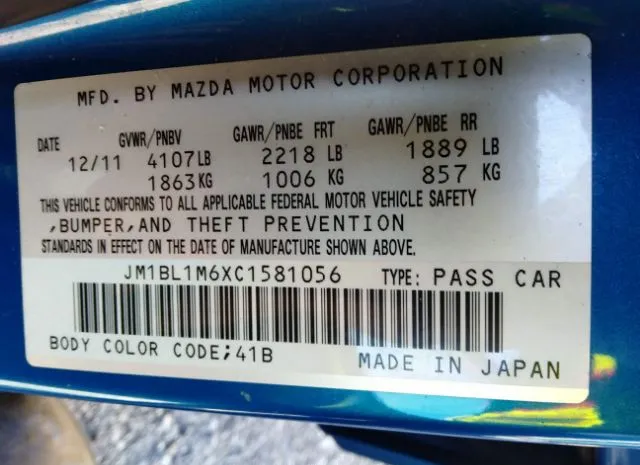 MFD. BY MAZDA MOTOR CORPORATION
DATE GVWR/PNBV GAWR/PNBE FRT GAWR/PNBE RR
12/11 4107LB 2218 LB 1889 LB
1863KG 1006 KG 857 KG
THIS VEHICLE CONFORMS TO ALL APPLICABLE FEDERAL MOTOR VEHICLE SAFETY
,BUMPER,AND THEFT PREVENTION
STANDARDS IN EFFECT ON THE DATE OF MANUFACTURE SHOWN ABOVE.
JM1BL1M6XC1581056 TYPE: PASS CAR
BODY COLOR CODE;41B MADE IN JAPAN